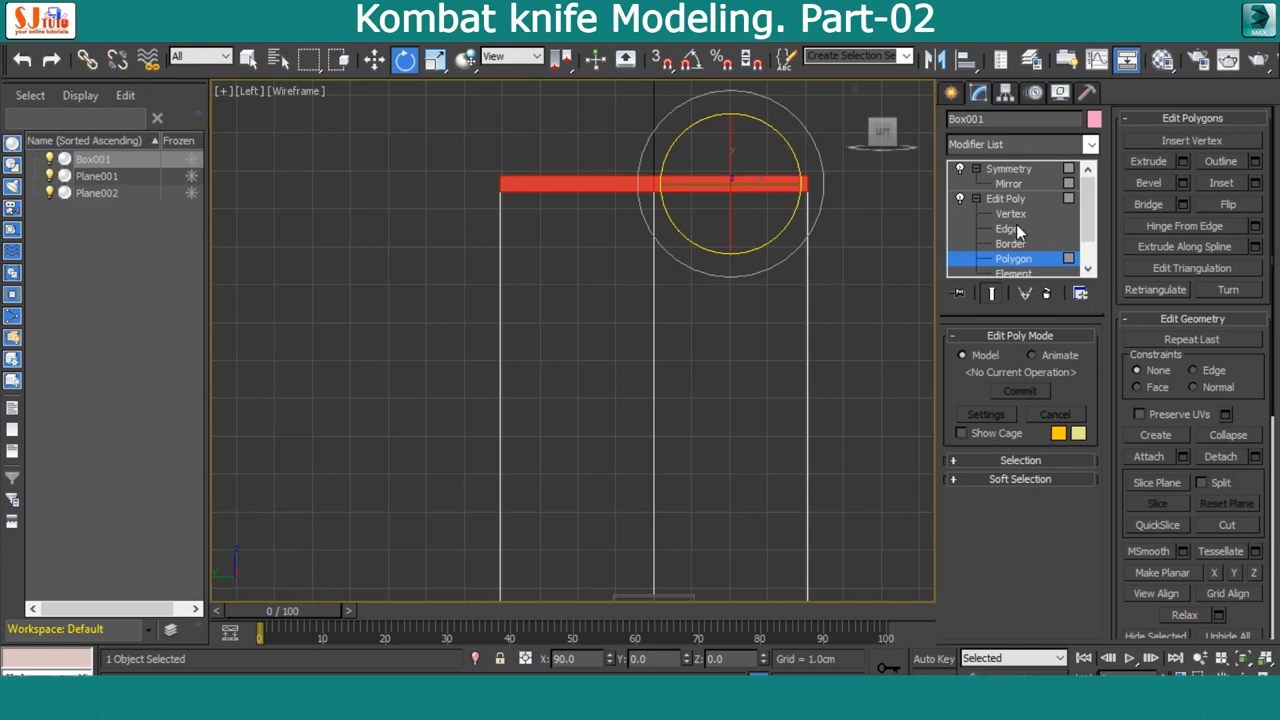 SJTUTO
your online tutorials
Kombat knife Modeling. Part-02
MAX
All
View
Create Selection Se
Select Display Edit
Name (Sorted Ascending) Frozen
Box001
Plane001
Plane002
[+] [Left] [Wireframe]
LEFT
Box001
Modifier List
Symmetry
Mirror
Edit Poly
Vertex
Edge
Border
Polygon
Element
Edit Poly Mode
Model Animate
<No Current Operation>
Commit
Settings Cancel
Show Cage
Selection
Soft Selection
Edit Polygons
Insert Vertex
Extrude Outline
Bevel Inset
Bridge Flip
Hinge From Edge
Extrude Along Spline
Edit Triangulation
Retriangulate Turn
Edit Geometry
Repeat Last
Constraints
None Edge
Face Normal
Preserve UVs
Create Collapse
Attach Detach
Slice Plane Split
Slice Reset Plane
QuickSlice Cut
MSmooth Tessellate
Make Planar X Y Z
View Align Grid Align
Relax
Hide Selected Unhide All
0 / 100
Workspace: Default
0 10 20 30 40 50 60 70 80 90 100
1 Object Selected X: 90.0 Y: 0.0 Z: 0.0 Grid = 1.0cm Auto Key Selected